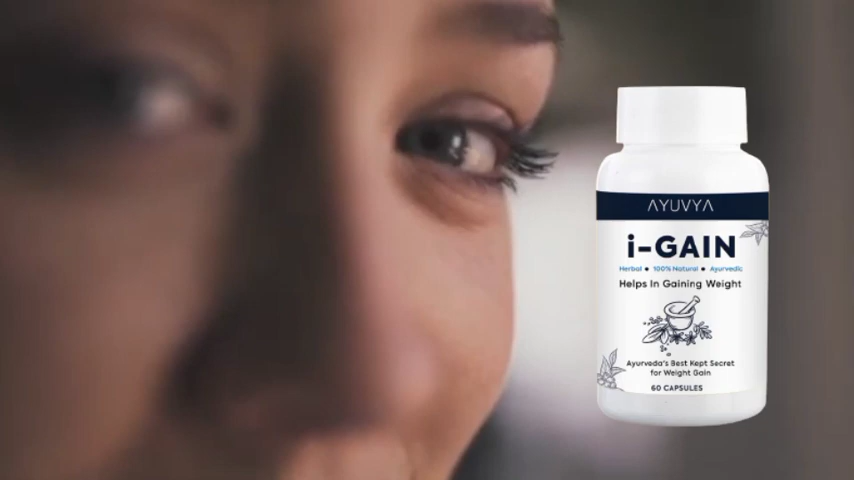 AYUVYA
i-GAIN
Herbal • 100% Natural • Ayurvedic
Helps In Gaining Weight
Ayurveda's Best Kept Secret
for Weight Gain
60 CAPSULES